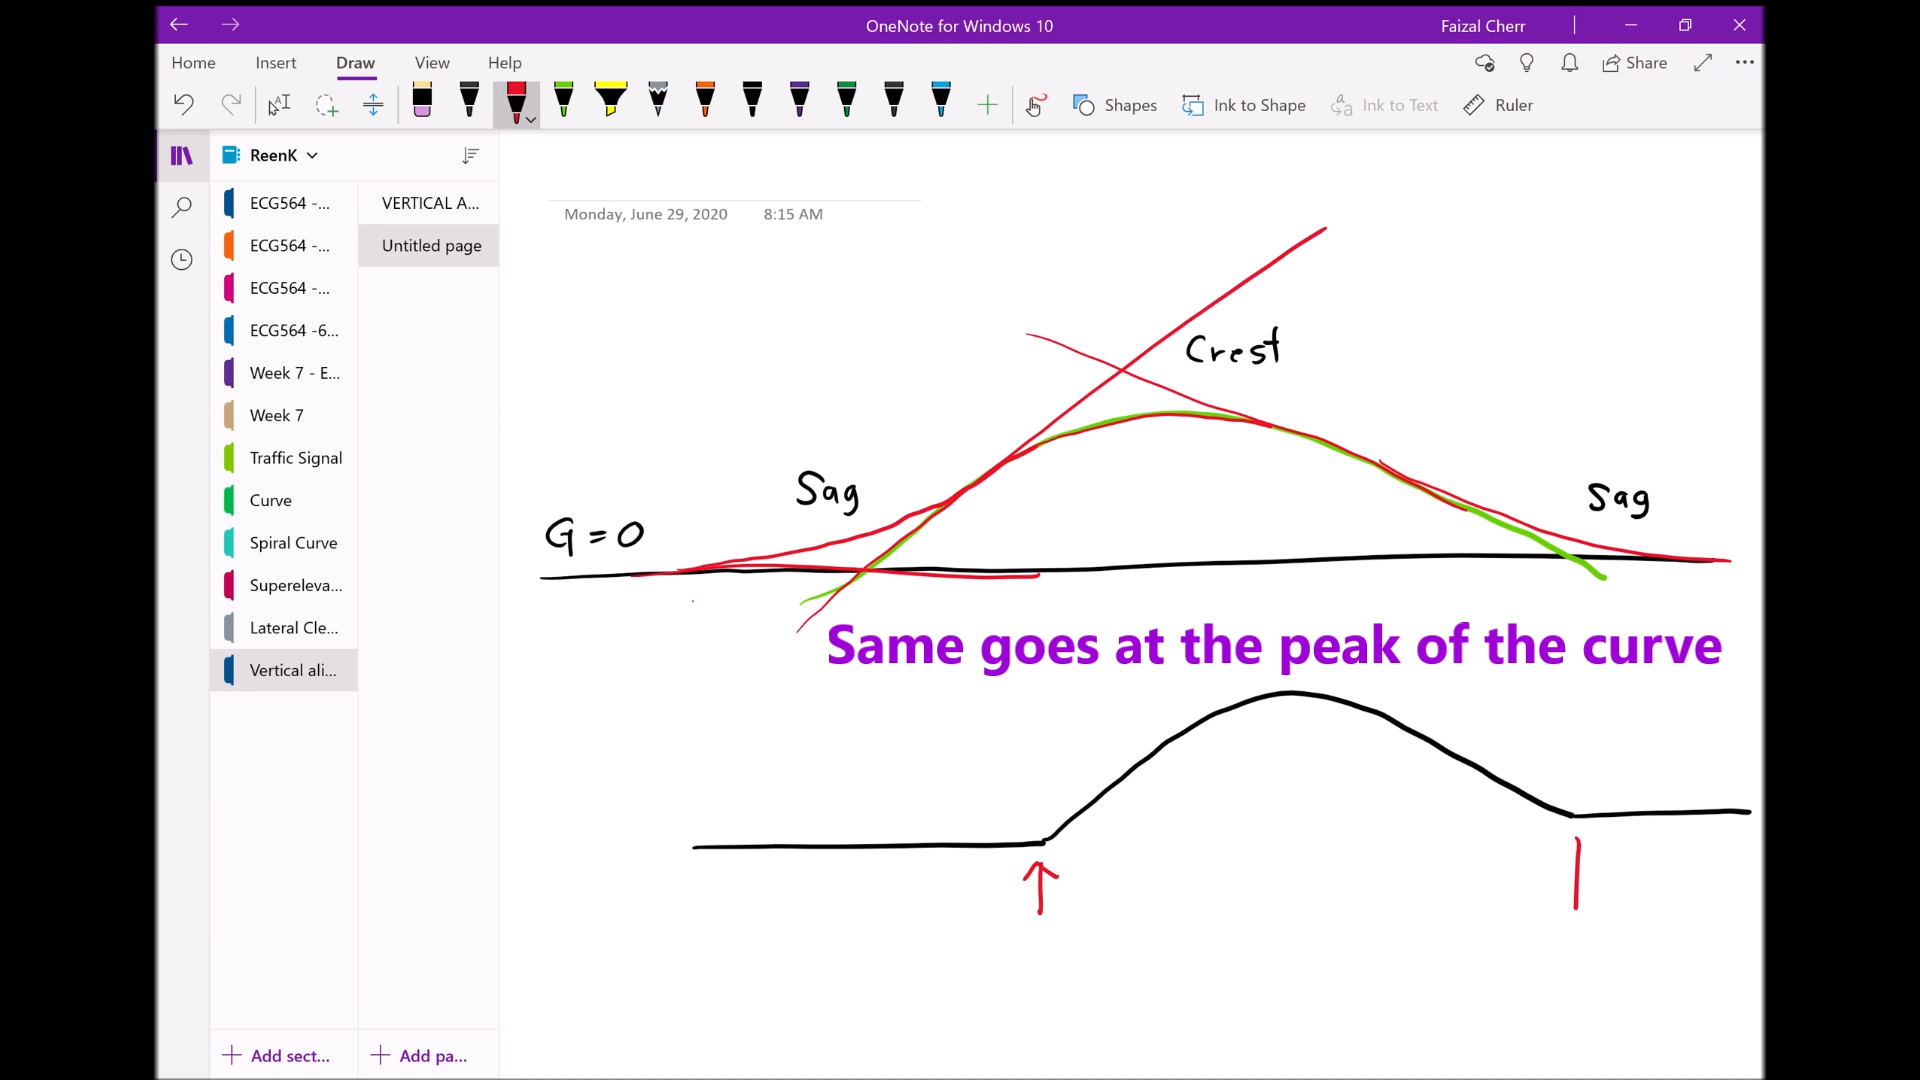 OneNote for Windows 10
Faizal Cherr
Home Insert Draw View Help
Share
Shapes Ink to Shape Ink to Text Ruler
ReenK
ECG564 -...
ECG564 -...
ECG564 -...
ECG564 -6...
Week 7 - E...
Week 7
Traffic Signal
Curve
Spiral Curve
Supereleva...
Lateral Cle...
Vertical ali...
Add sect...
VERTICAL A...
Untitled page
Add pa...
Monday, June 29, 2020 8:15 AM
Crest
Sag
Sag
G = 0
Same goes at the peak of the curve